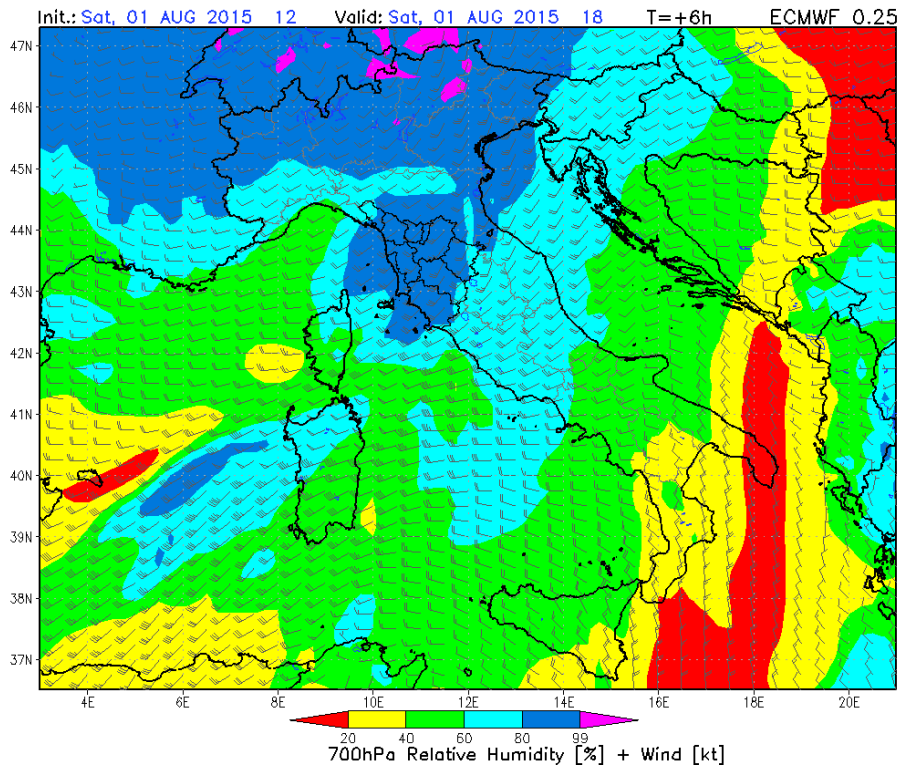 Init.: Sat, 01 AUG 2015 12 Valid: Sat, 01 AUG 2015 18 T=+6h ECMWF 0.25
47N
46N
45N
44N
43N
42N
41N
40N
39N
38N
37N
4E 6E 8E 10E 12E 14E 16E 18E 20E
20 40 60 80 99
700hPa Relative Humidity [%] + Wind [kt]